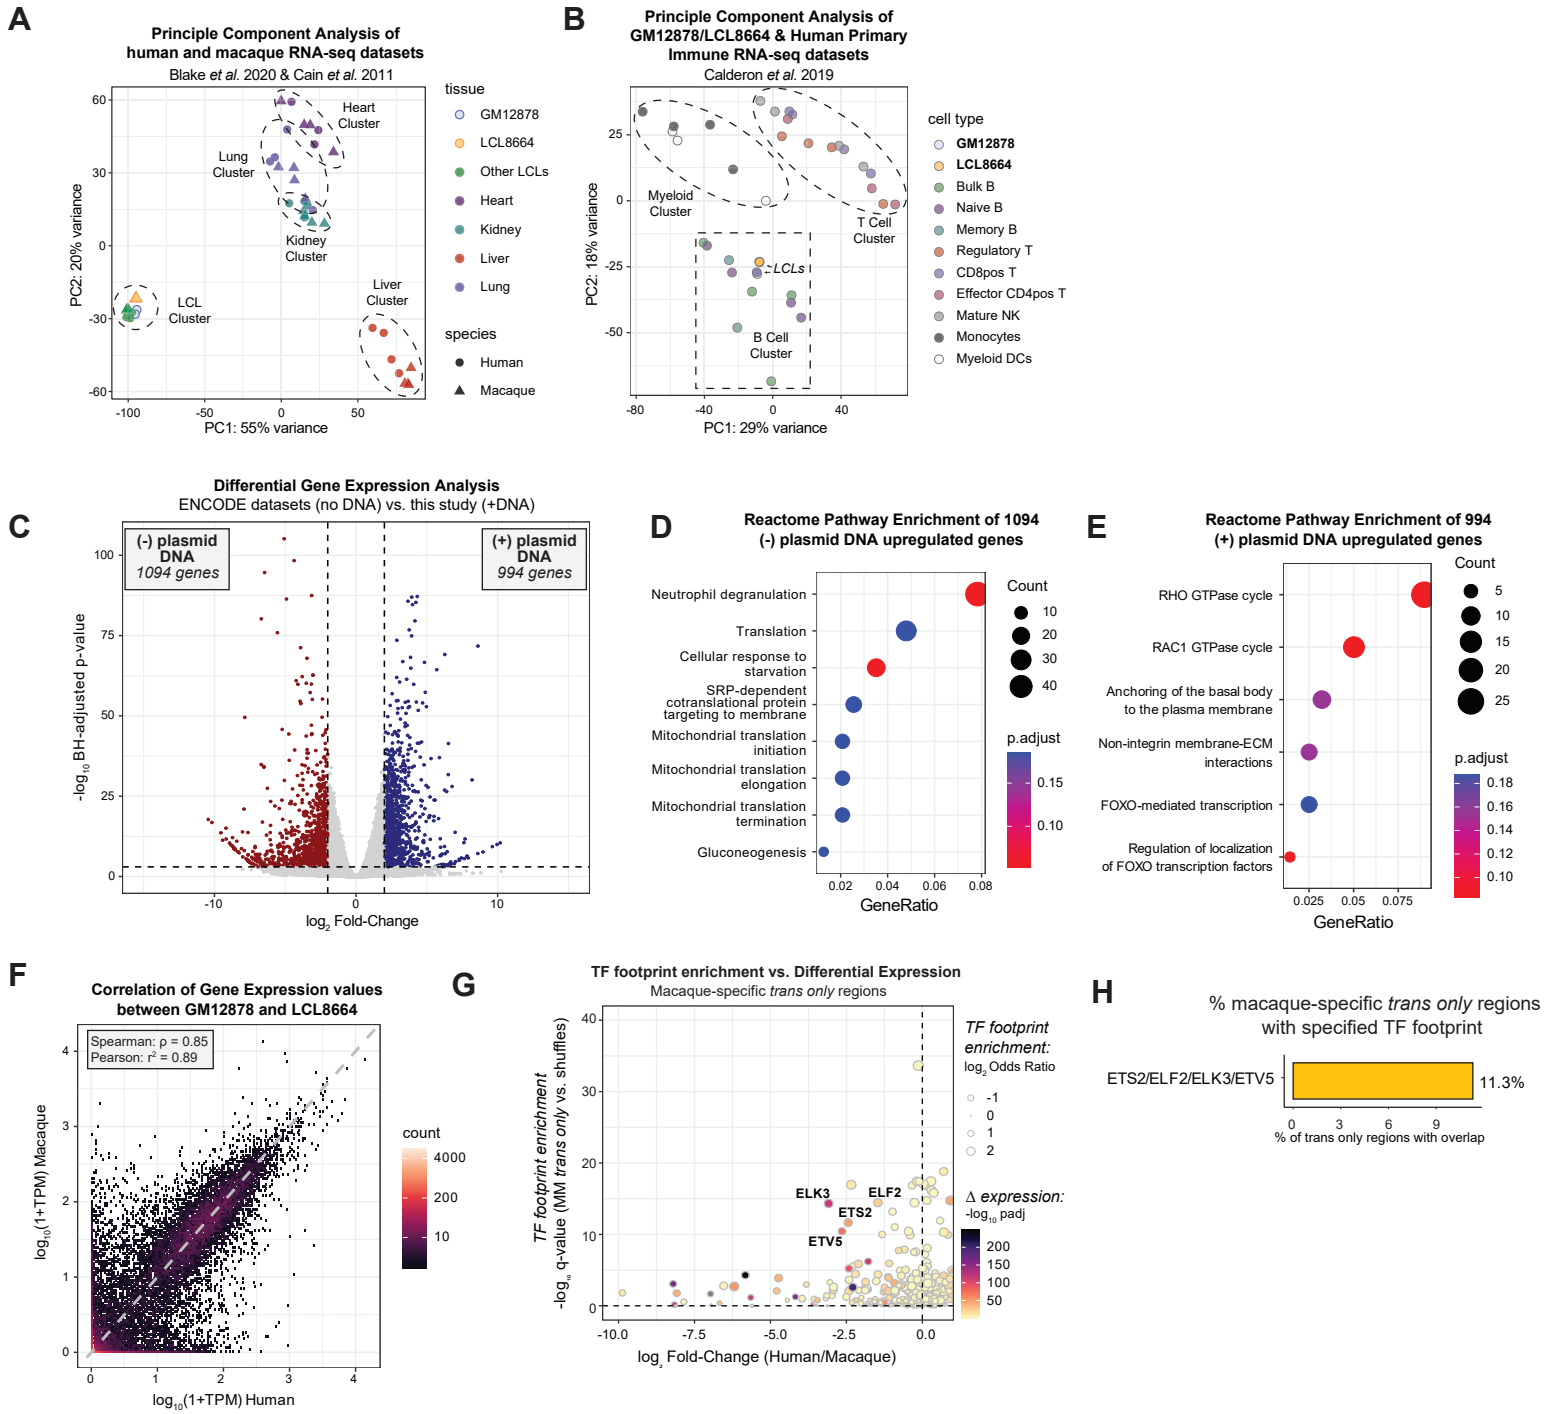 A
Principle Component Analysis of
human and macaque RNA-seq datasets
Blake et al. 2020 & Cain et al. 2011
PC2: 20% variance
60
30
0
-30
-60
-100
-50
0
50
PC1: 55% variance
Heart
Cluster
Lung
Cluster
Kidney
Cluster
Liver
Cluster
LCL
Cluster
tissue
GM12878
LCL8664
Other LCLs
Heart
Kidney
Liver
Lung
species
Human
Macaque
B
Principle Component Analysis of
GM12878/LCL8664 & Human Primary
Immune RNA-seq datasets
Calderon et al. 2019
PC2: 18% variance
25
0
-25
-50
-80
-40
0
40
PC1: 29% variance
Myeloid
Cluster
T Cell
Cluster
LCLs
B Cell
Cluster
cell type
GM12878
LCL8664
Bulk B
Naive B
Memory B
Regulatory T
CD8pos T
Effector CD4pos T
Mature NK
Monocytes
Myeloid DCs
C
Differential Gene Expression Analysis
ENCODE datasets (no DNA) vs. this study (+DNA)
(-) plasmid
DNA
1094 genes
(+) plasmid
DNA
994 genes
-log10 BH-adjusted p-value
100
75
50
25
0
-10
0
10
log2 Fold-Change
D
Reactome Pathway Enrichment of 1094
(-) plasmid DNA upregulated genes
Neutrophil degranulation
Translation
Cellular response to
starvation
SRP-dependent
cotranslational protein
targeting to membrane
Mitochondrial translation
initiation
Mitochondrial translation
elongation
Mitochondrial translation
termination
Gluconeogenesis
0.02
0.04
0.06
0.08
GeneRatio
Count
10
20
30
40
p.adjust
0.15
0.10
E
Reactome Pathway Enrichment of 994
(+) plasmid DNA upregulated genes
RHO GTPase cycle
RAC1 GTPase cycle
Anchoring of the basal body
to the plasma membrane
Non-integrin membrane-ECM
interactions
FOXO-mediated transcription
Regulation of localization
of FOXO transcription factors
0.025
0.05
0.075
GeneRatio
Count
5
10
15
20
25
p.adjust
0.18
0.16
0.14
0.12
0.10
F
Correlation of Gene Expression values
between GM12878 and LCL8664
Spearman: ρ = 0.85
Pearson: r2 = 0.89
log10(1+TPM) Macaque
4
3
2
1
0
0
1
2
3
4
log10(1+TPM) Human
count
4000
200
10
G
TF footprint enrichment vs. Differential Expression
Macaque-specific trans only regions
TF footprint enrichment
-log10 q-value (MM trans only vs. shuffles)
40
30
20
10
0
-10.0
-7.5
-5.0
-2.5
0.0
log2 Fold-Change (Human/Macaque)
ELK3
ELF2
ETS2
ETV5
TF footprint
enrichment:
log2 Odds Ratio
-1
0
1
2
Δ expression:
-log10 padj
200
150
100
50
H
% macaque-specific trans only regions
with specified TF footprint
ETS2/ELF2/ELK3/ETV5
11.3%
0
3
6
9
% of trans only regions with overlap